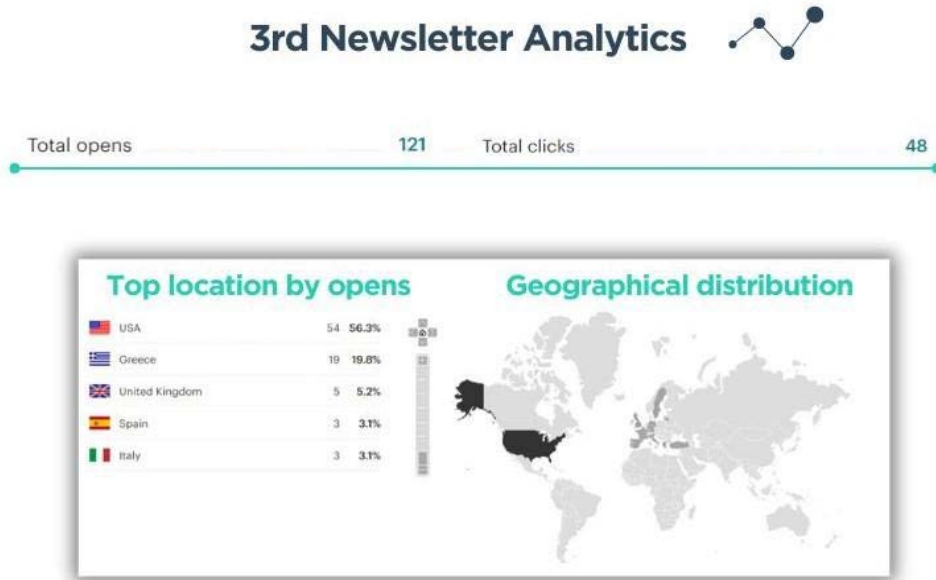 3rd Newsletter Analytics
Total opens 121 Total clicks 48
Top location by opens
Geographical distribution
USA 54 56.3%
Greece 19 19.8%
United Kingdom 5 5.2%
Spain 3 3.1%
Italy 3 3.1%